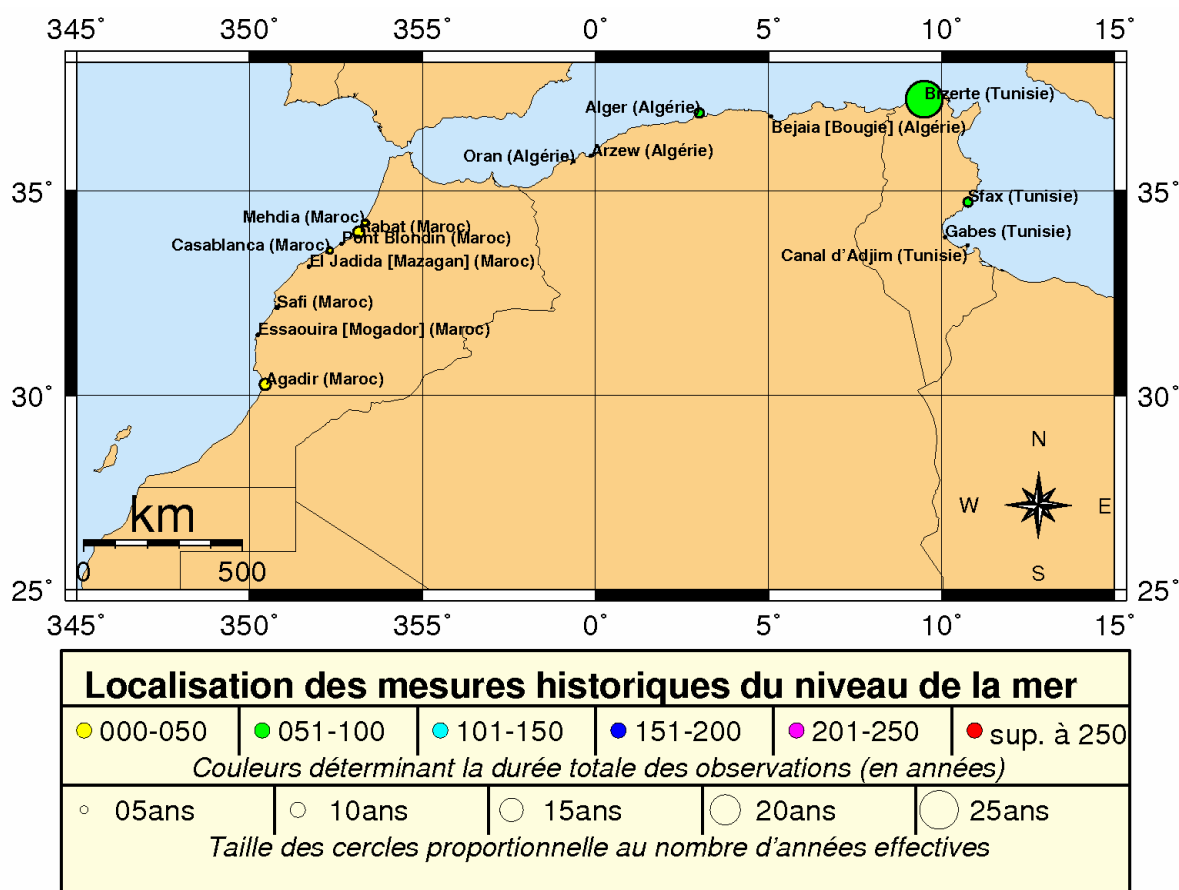 345° 350° 355° 0° 5° 10° 15°
Bizerte (Tunisie)
Alger (Algérie)
Bejaia [Bougie] (Algérie)
Oran (Algérie) Arzew (Algérie)
35° 35°
Sfax (Tunisie)
Mehdia (Maroc)
Rabat (Maroc)
Gabes (Tunisie)
Pont Blondin (Maroc)
Casablanca (Maroc)
Canal d'Adjim (Tunisie)
El Jadida [Mazagan] (Maroc)
Safi (Maroc)
Essaouira [Mogador] (Maroc)
Agadir (Maroc)
30° 30°
N
W E
km
0 500
S
25° 25°
345° 350° 355° 0° 5° 10° 15°
Localisation des mesures historiques du niveau de la mer
000-050 051-100 101-150 151-200 201-250 sup. à 250
Couleurs déterminant la durée totale des observations (en années)
05ans 10ans 15ans 20ans 25ans
Taille des cercles proportionnelle au nombre d'années effectives